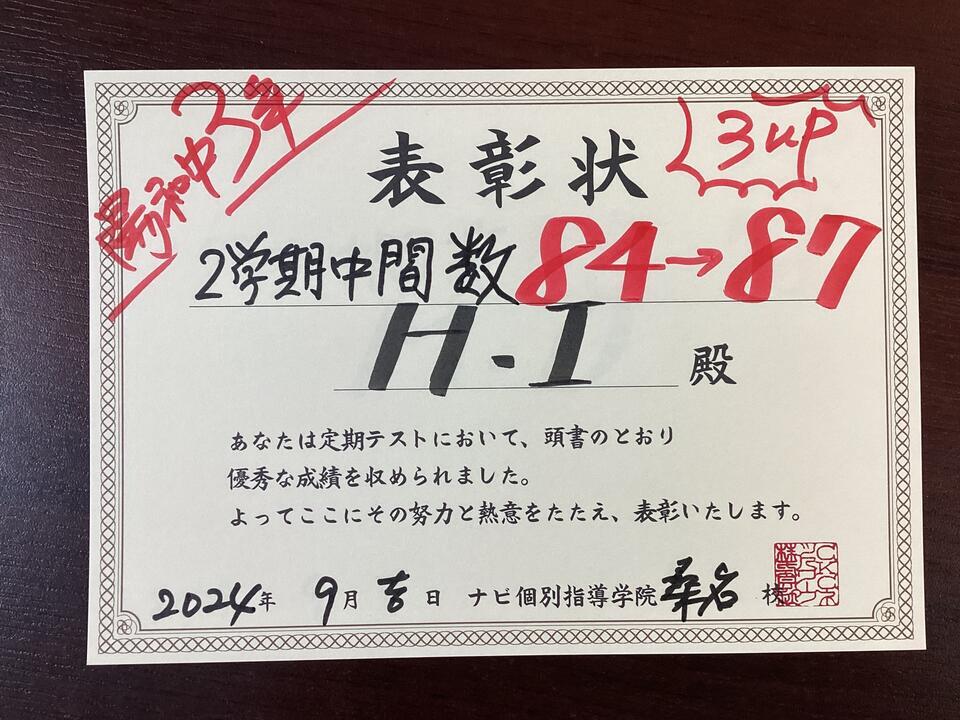 中3年
3up
表彰状
2学期中間 数 84→87
H.I 殿
あなたは定期テストにおいて、頭書のとおり
優秀な成績を収められました。
よってここにその努力と熱意をたたえ、表彰いたします。
2024年 9月 吉日 ナビ個別指導学院 桑名 校